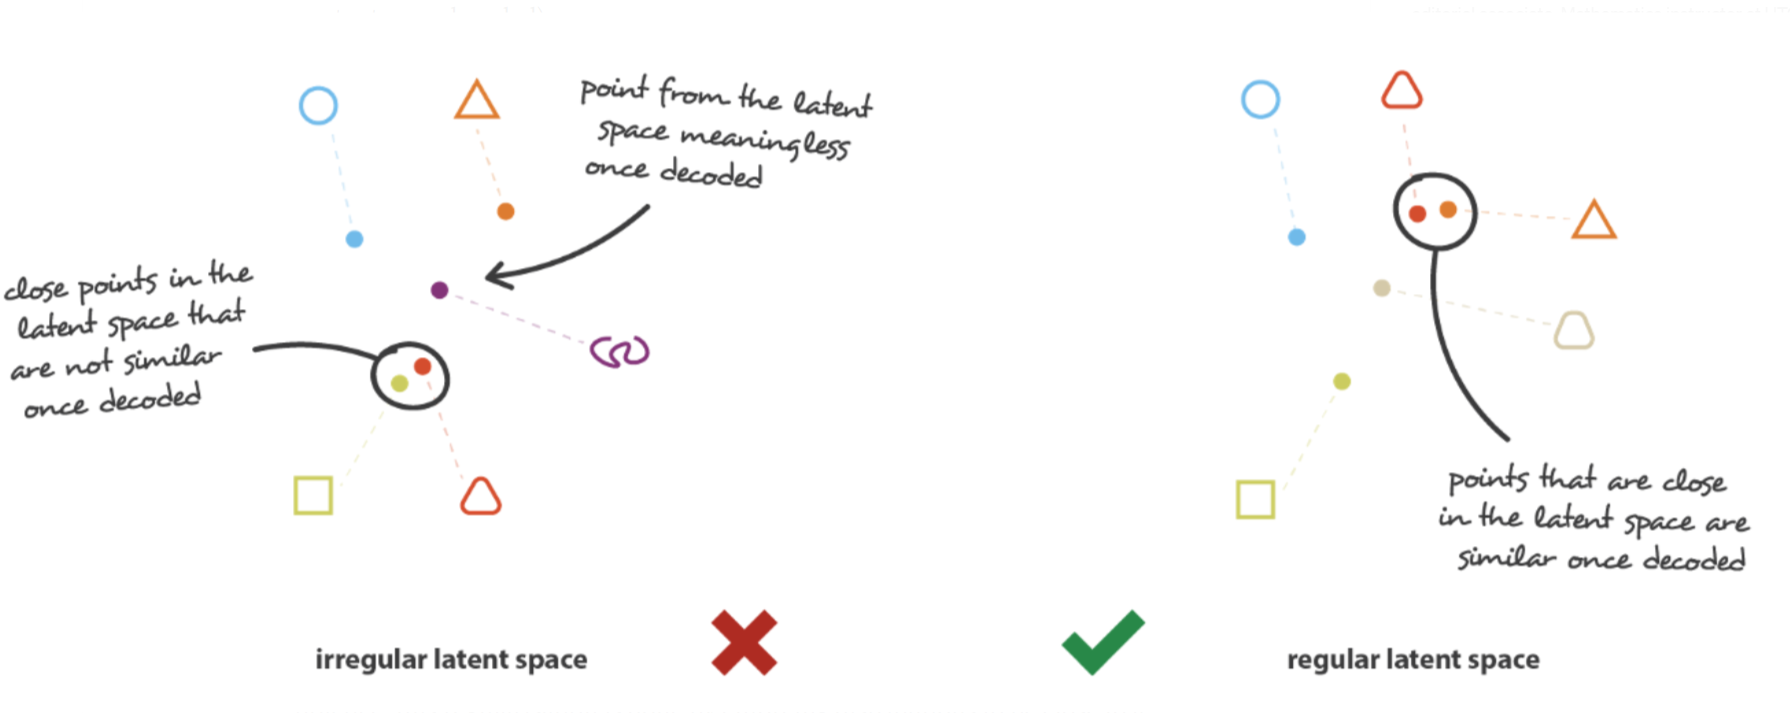 point from the latent
space meaningless
once decoded
close points in the
latent space that
are not similar
once decoded
points that are close
in the latent space are
similar once decoded
irregular latent space
regular latent space